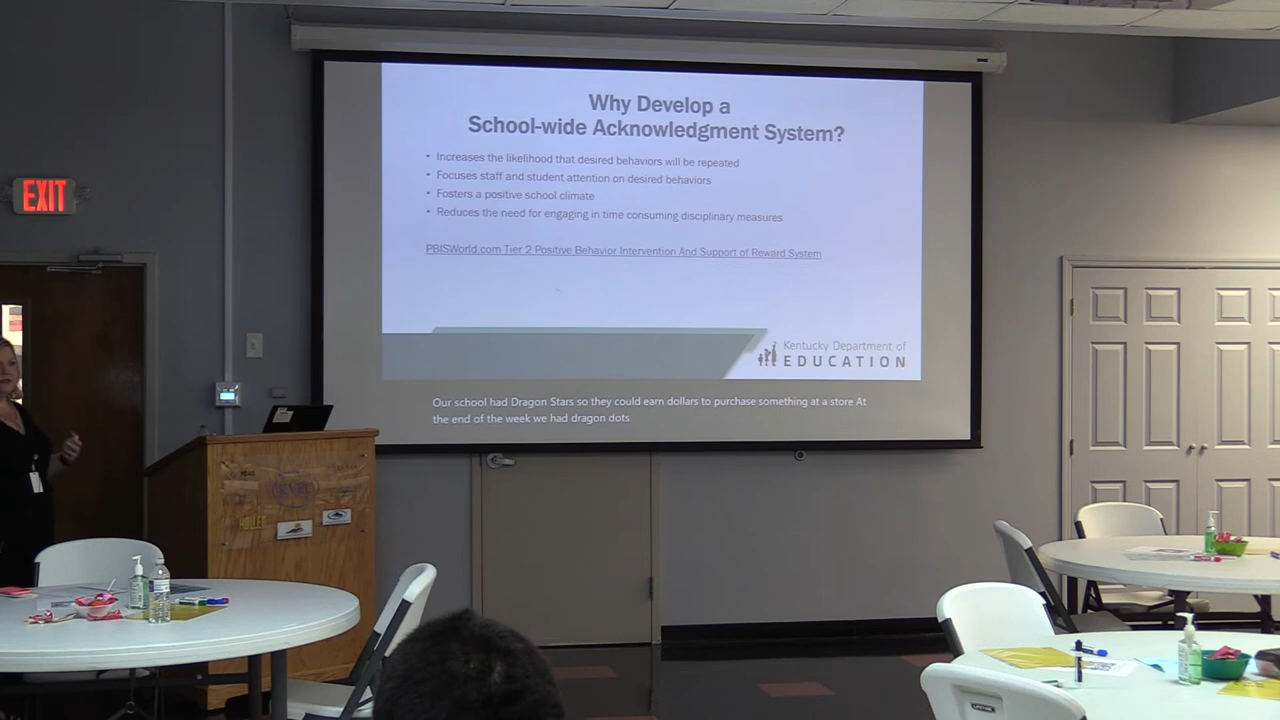 Why Develop a
School-wide Acknowledgment System?
• Increases the likelihood that desired behaviors will be repeated
• Focuses staff and student attention on desired behaviors
• Fosters a positive school climate
• Reduces the need for engaging in time consuming disciplinary measures
PBISWorld.com Tier 2 Positive Behavior Intervention And Support of Reward System
Kentucky Department of
EDUCATION
Our school had Dragon Stars so they could earn dollars to purchase something at a store At
the end of the week we had dragon dots
EXIT